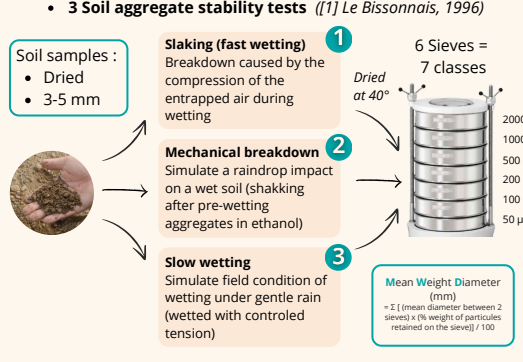 • 3 Soil aggregate stability tests ([1] Le Bissonnais, 1996)
Soil samples :
• Dried
• 3-5 mm
1
Slaking (fast wetting)
Breakdown caused by the
compression of the
entrapped air during
wetting
2
Mechanical breakdown
Simulate a raindrop impact
on a wet soil (shakking
after pre-wetting
aggregates in ethanol)
3
Slow wetting
Simulate field condition of
wetting under gentle rain
(wetted with controled
tension)
Dried
at 40°
6 Sieves =
7 classes
2000
1000
500
200
100
50 µ
Mean Weight Diameter
(mm)
= Σ [ (mean diameter between 2
sieves) x (% weight of particules
retained on the sieve)] / 100